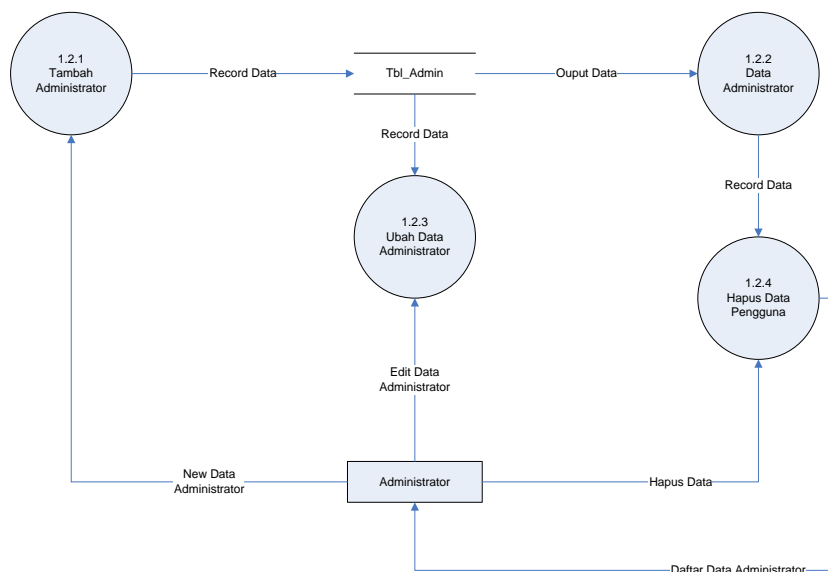 1.2.1
Tambah
Administrator
Record Data
Tbl_Admin
Ouput Data
1.2.2
Data
Administrator
Record Data
Record Data
1.2.3
Ubah Data
Administrator
1.2.4
Hapus Data
Pengguna
Edit Data
Administrator
New Data
Administrator
Administrator
Hapus Data
Daftar Data Administrator